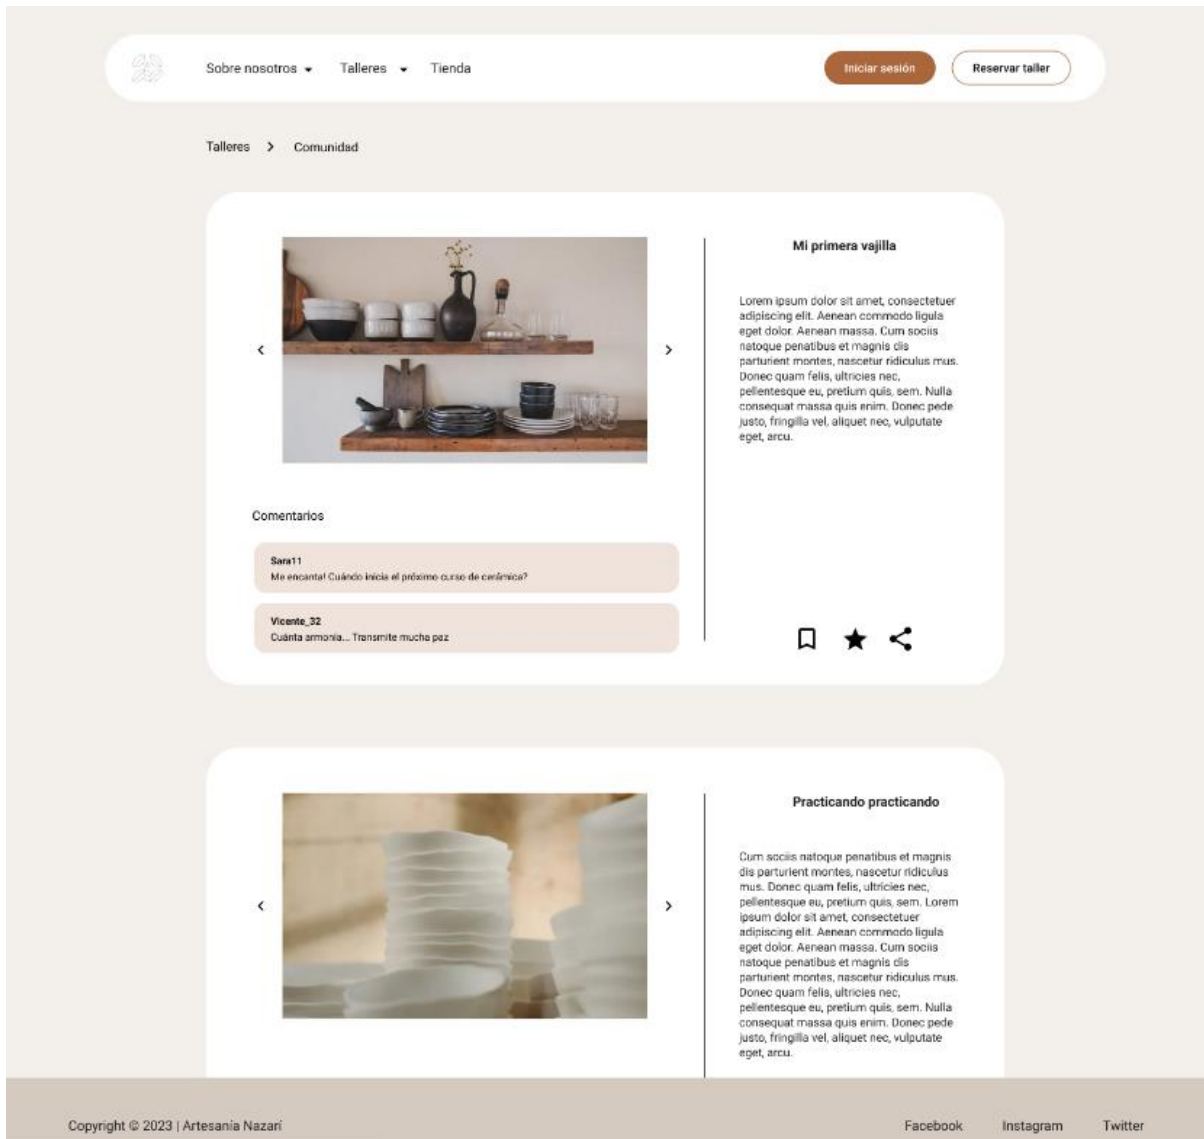 Sobre nosotros
Talleres
Tienda
Iniciar sesión
Reservar taller
Talleres
Comunidad
Mi primera vajilla
Lorem ipsum dolor sit amet, consectetuer
adipiscing elit. Aenean commodo ligula
eget dolor. Aenean massa. Cum sociis
natoque penatibus et magnis dis
parturient montes, nascetur ridiculus mus.
Donec quam felis, ultricies nec,
pellentesque eu, pretium quis, sem. Nulla
consequat massa quis enim. Donec pede
justo, fringilla vel, aliquet nec, vulputate
eget, arcu.
Comentarios
Sara11
Me encanta! Cuándo inicia el próximo curso de cerámica?
Vicente_32
Cuánta armonía... Transmite mucha paz
Practicando practicando
Cum sociis natoque penatibus et magnis
dis parturient montes, nascetur ridiculus
mus. Donec quam felis, ultricies nec,
pellentesque eu, pretium quis, sem. Lorem
ipsum dolor sit amet, consectetuer
adipiscing elit. Aenean commodo ligula
eget dolor. Aenean massa. Cum sociis
natoque penatibus et magnis dis
parturient montes, nascetur ridiculus mus.
Donec quam felis, ultricies nec,
pellentesque eu, pretium quis, sem. Nulla
consequat massa quis enim. Donec pede
justo, fringilla vel, aliquet nec, vulputate
eget, arcu.
Copyright © 2023 | Artesanía Nazarí
Facebook
Instagram
Twitter